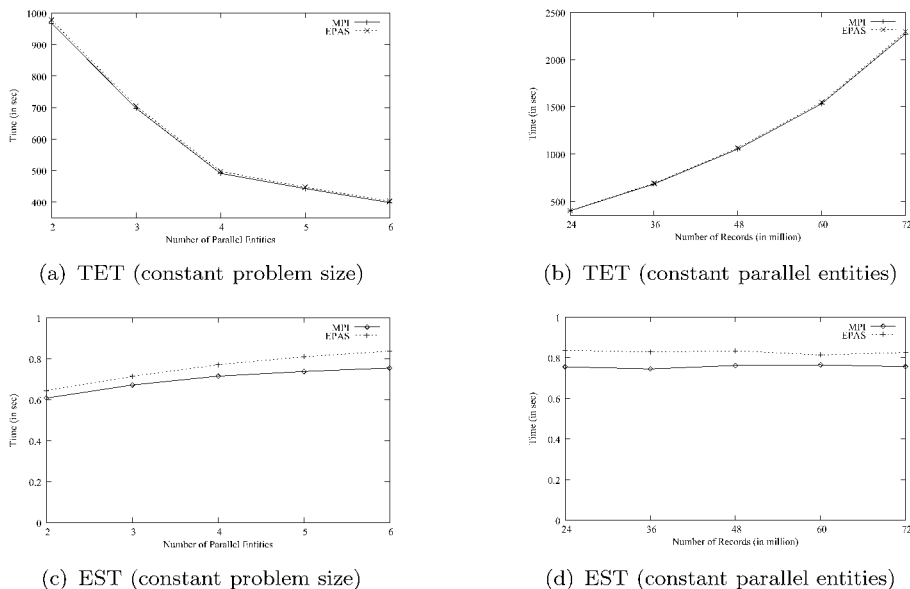 1000
900
800
700
600
500
400
Time (in sec)
MPI
EPAS
2 3 4 5 6
Number of Parallel Entities
(a) TET (constant problem size)
2500
2000
1500
1000
500
Time (in sec)
MPI
EPAS
24 36 48 60 72
Number of Records (in million)
(b) TET (constant parallel entities)
1
0.8
0.6
0.4
0.2
0
Time (in sec)
MPI
EPAS
2 3 4 5 6
Number of Parallel Entities
(c) EST (constant problem size)
1
0.8
0.6
0.4
0.2
0
Time (in sec)
MPI
EPAS
24 36 48 60 72
Number of Records (in million)
(d) EST (constant parallel entities)